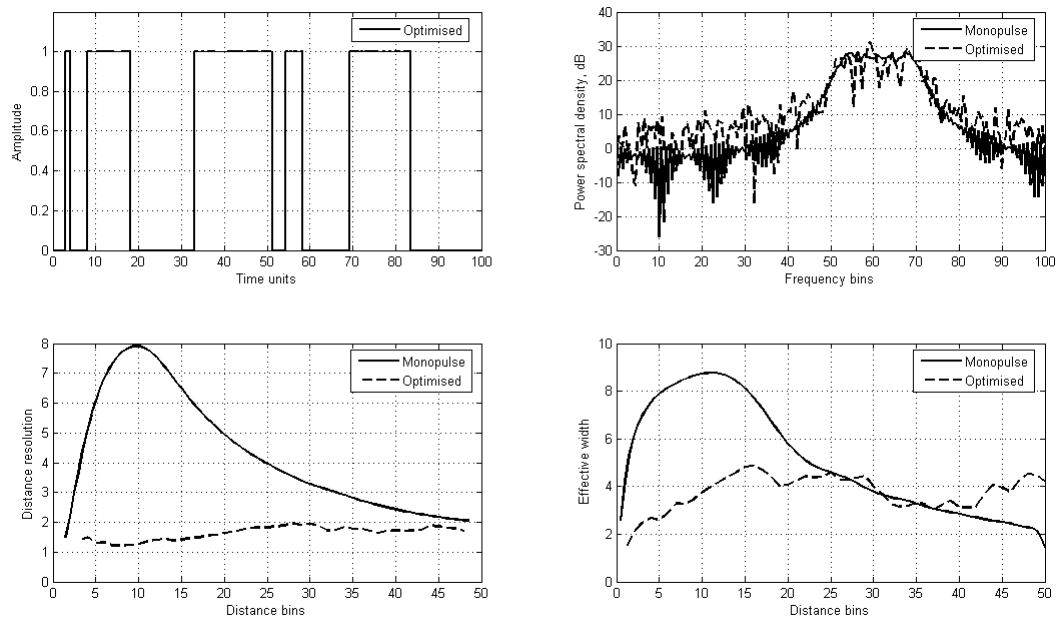 Optimised
Amplitude
1
0.8
0.6
0.4
0.2
0
0 10 20 30 40 50 60 70 80 90 100
Time units
Monopulse
Optimised
Power spectral density, dB
40
30
20
10
0
-10
-20
-30
0 10 20 30 40 50 60 70 80 90 100
Frequency bins
Monopulse
Optimised
Distance resolution
8
7
6
5
4
3
2
1
0
0 5 10 15 20 25 30 35 40 45 50
Distance bins
Monopulse
Optimised
Effective width
10
8
6
4
2
0
0 5 10 15 20 25 30 35 40 45 50
Distance bins